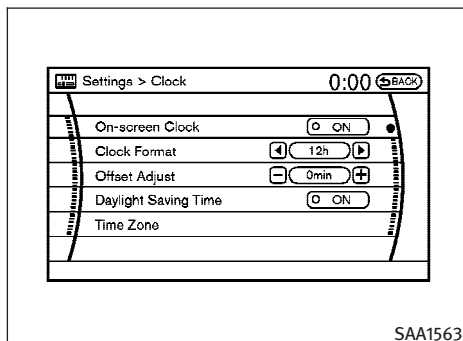 Settings > Clock 0:00 BACK
On-screen Clock ON
Clock Format 12h
Offset Adjust 0min
Daylight Saving Time ON
Time Zone
SAA1563